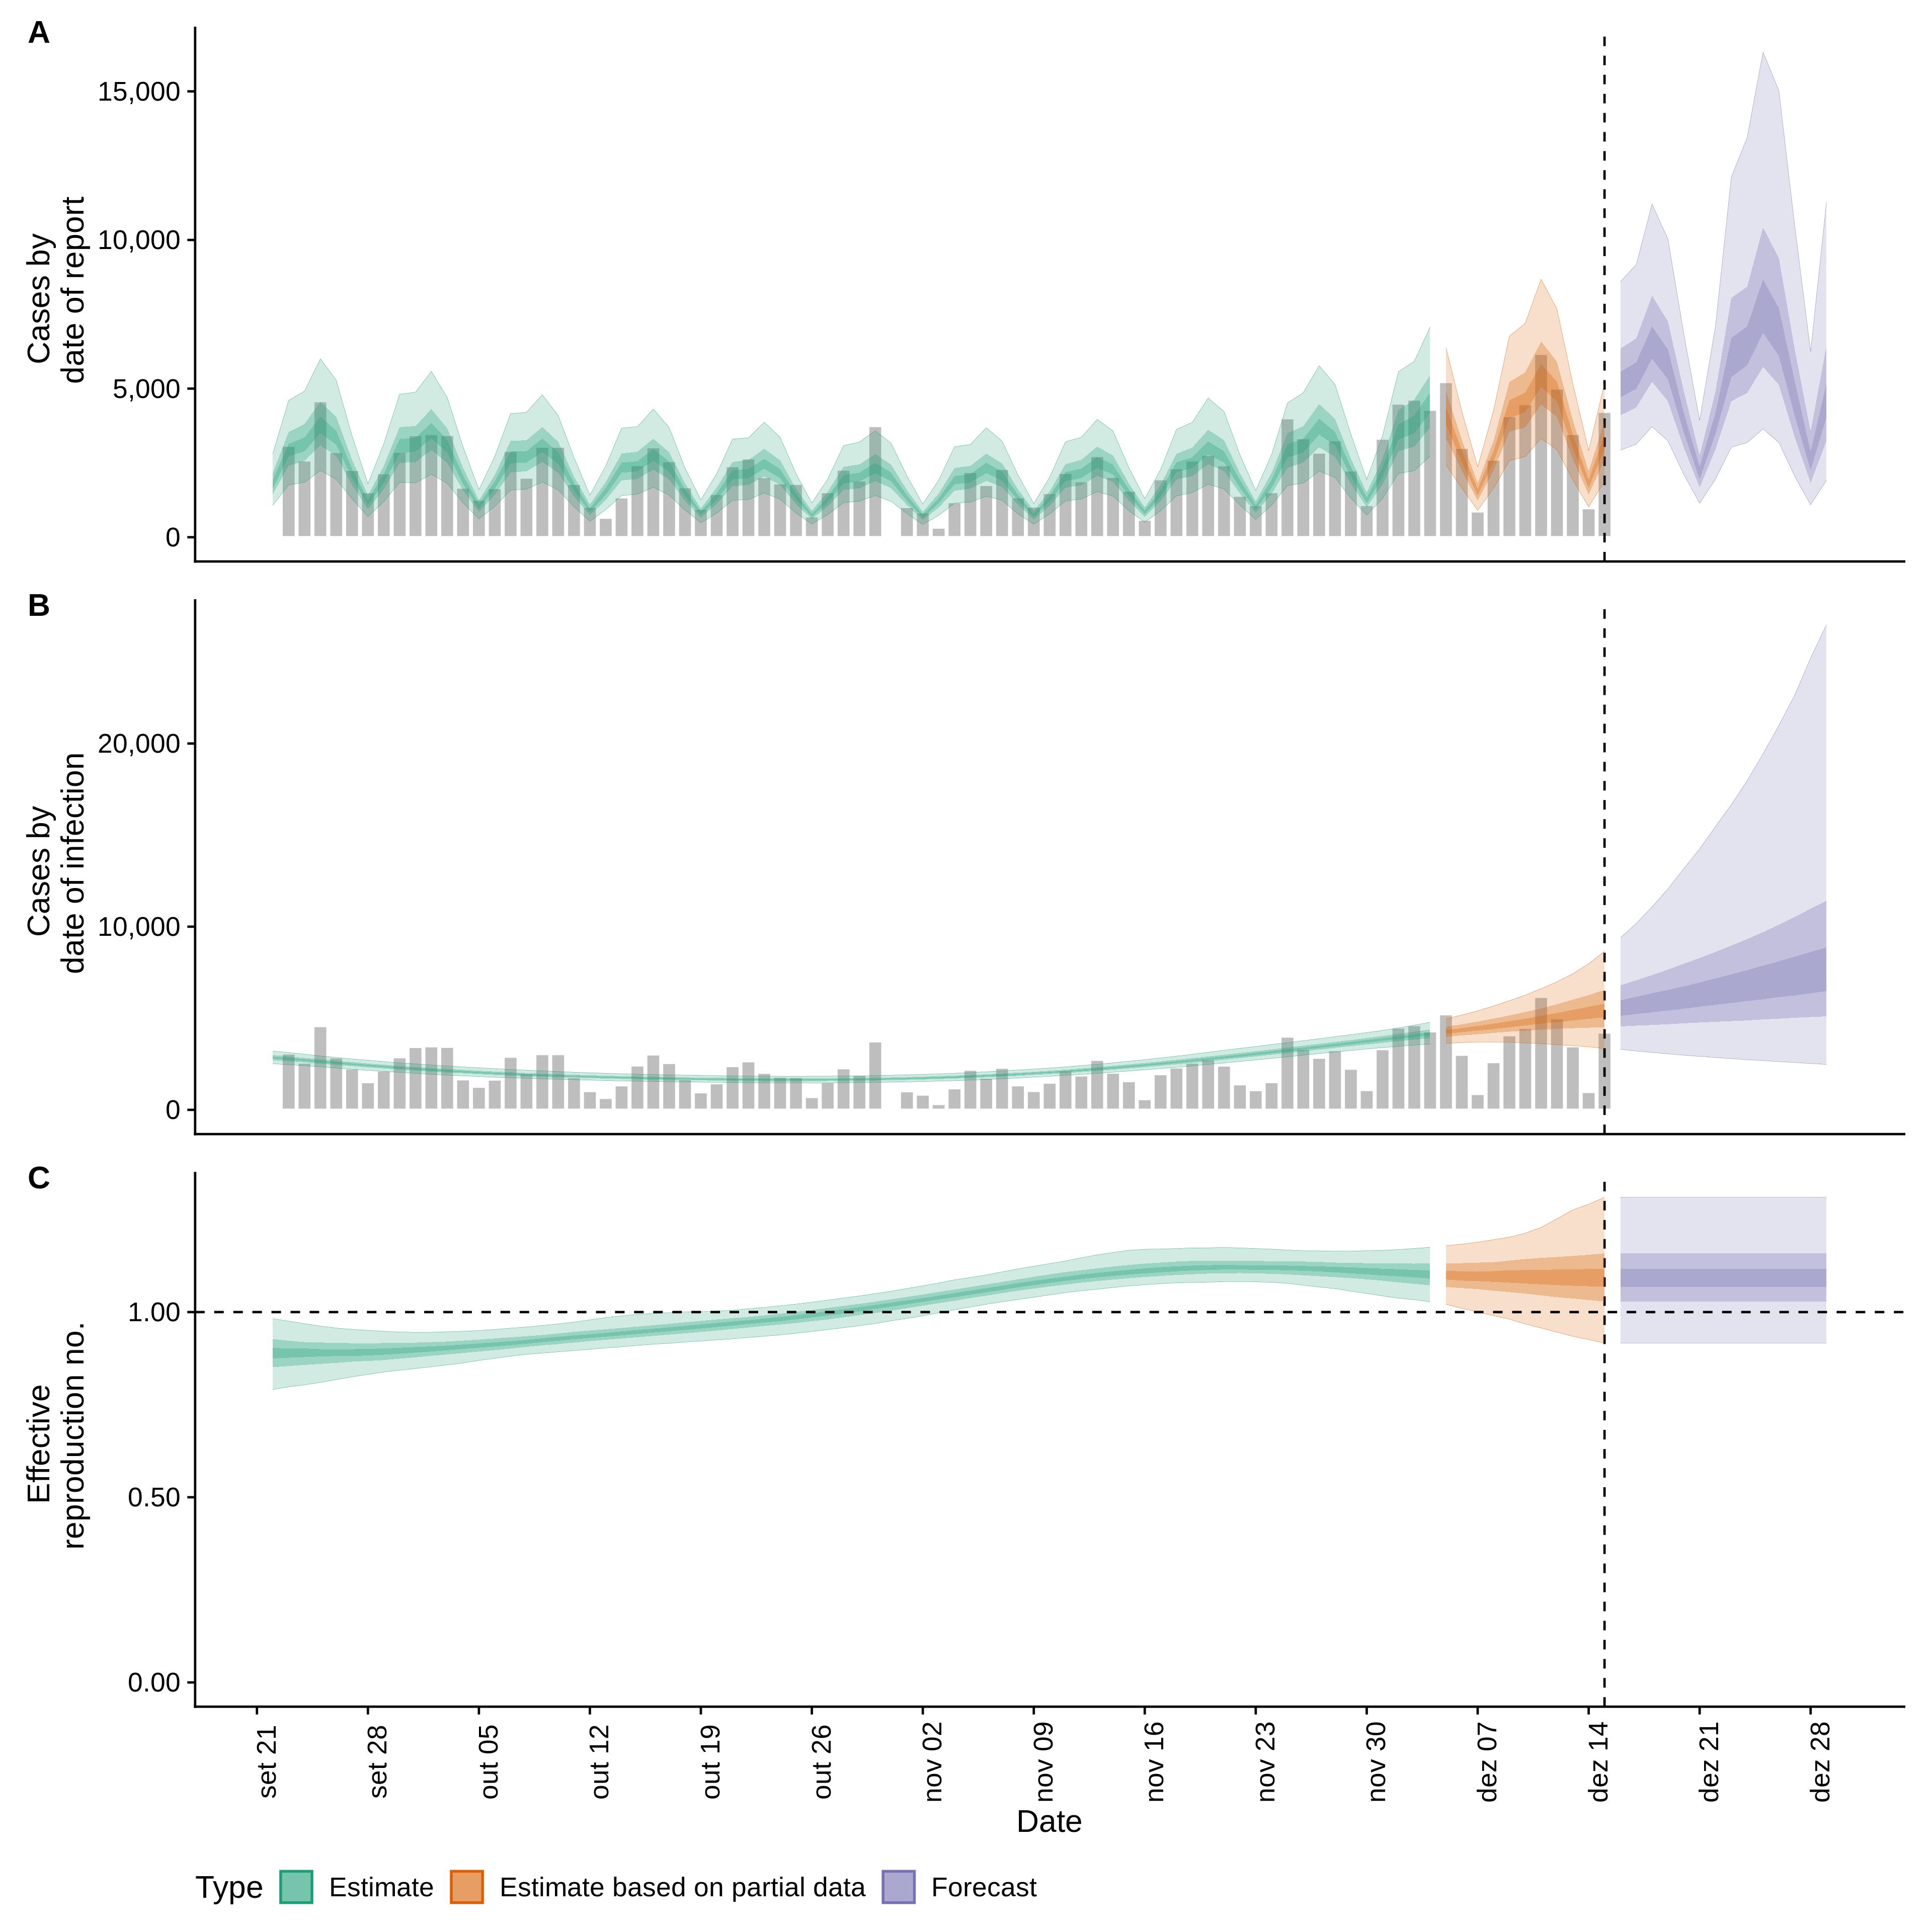 A
15,000
10,000
5,000
0
Cases by
date of report
B
20,000
10,000
0
Cases by
date of infection
C
1.00
0.50
0.00
Effective
reproduction no.
set 21
set 28
out 05
out 12
out 19
out 26
nov 02
nov 09
nov 16
nov 23
nov 30
dez 07
dez 14
dez 21
dez 28
Date
Type Estimate Estimate based on partial data Forecast